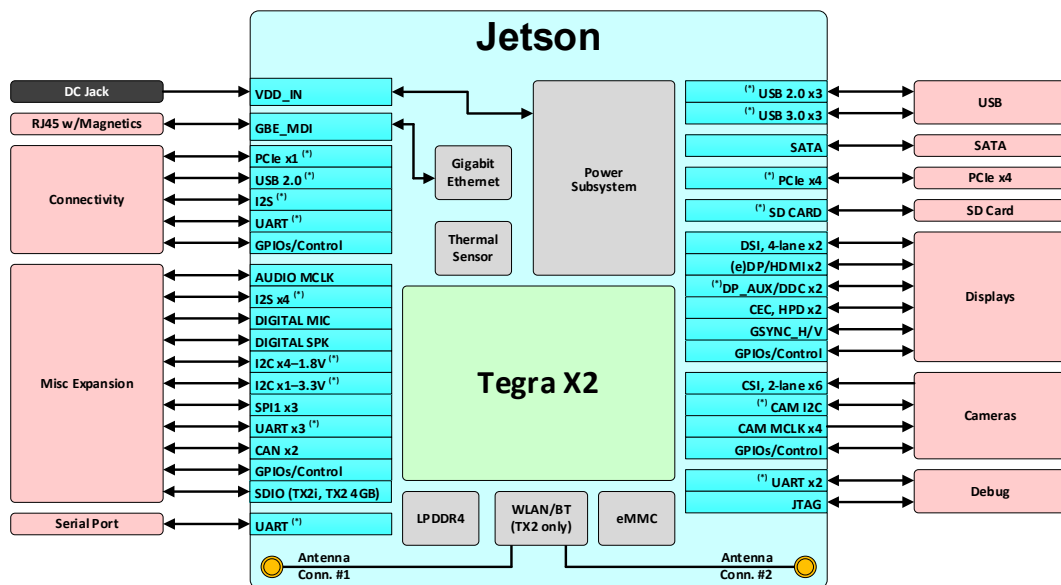 Jetson
DC Jack
RJ45 w/Magnetics
Connectivity
Misc Expansion
Serial Port
VDD_IN
GBE_MDI
PCIe x1 (*)
USB 2.0 (*)
I2S (*)
UART (*)
GPIOs/Control
AUDIO MCLK
I2S x4 (*)
DIGITAL MIC
DIGITAL SPK
I2C x4–1.8V (*)
I2C x1–3.3V (*)
SPI1 x3
UART x3 (*)
CAN x2
GPIOs/Control
SDIO (TX2i, TX2 4GB)
UART (*)
Gigabit
Ethernet
Thermal
Sensor
Power
Subsystem
Tegra X2
LPDDR4
WLAN/BT
(TX2 only)
eMMC
Antenna
Conn. #1
Antenna
Conn. #2
(*) USB 2.0 x3
(*) USB 3.0 x3
SATA
(*) PCIe x4
(*) SD CARD
DSI, 4-lane x2
(e)DP/HDMI x2
(*)DP_AUX/DDC x2
CEC, HPD x2
GSYNC_H/V
GPIOs/Control
CSI, 2-lane x6
(*) CAM I2C
CAM MCLK x4
GPIOs/Control
(*) UART x2
JTAG
USB
SATA
PCIe x4
SD Card
Displays
Cameras
Debug